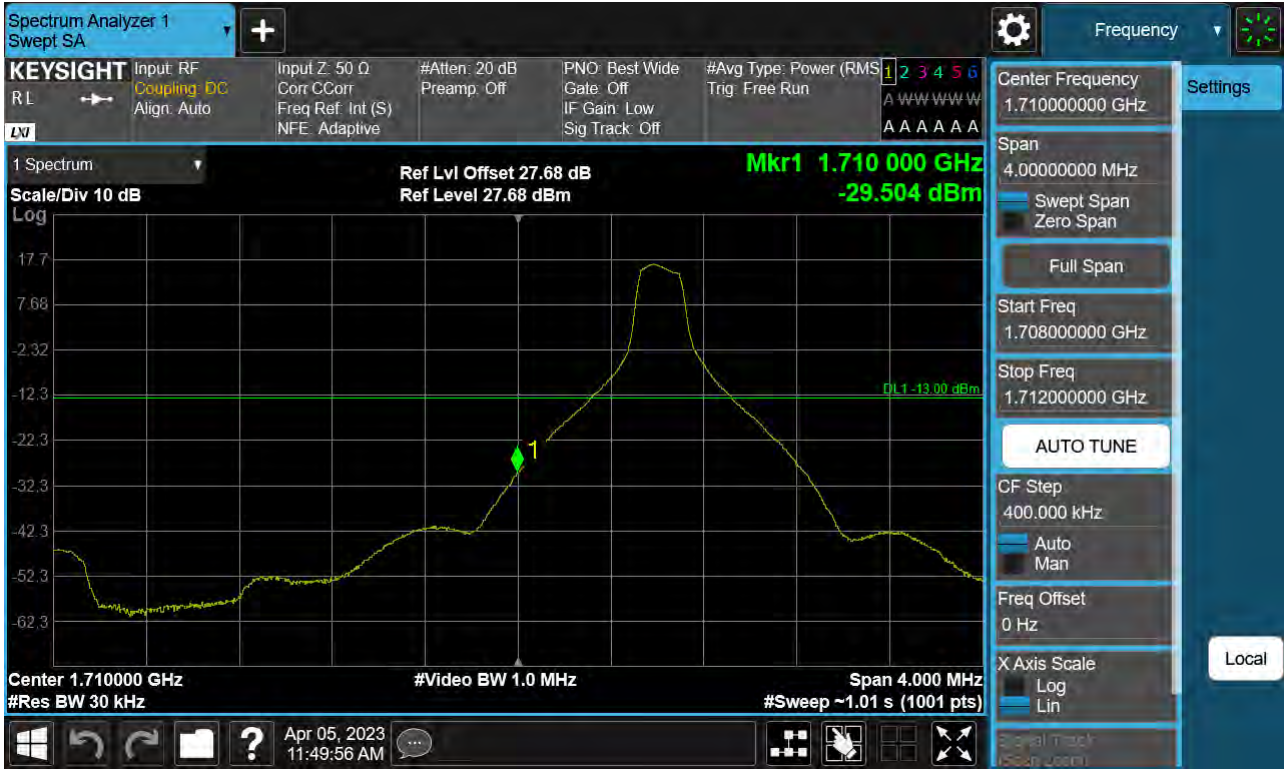 Spectrum Analyzer 1
Swept SA
Frequency
KEYSIGHT
RL
LXI
Input: RF
Coupling: DC
Align: Auto
Input Z: 50 Ω
Corr CCorr
Freq Ref: Int (S)
NFE: Adaptive
#Atten: 20 dB
Preamp: Off
PNO: Best Wide
Gate: Off
IF Gain: Low
Sig Track: Off
#Avg Type: Power (RMS
Trig: Free Run
1 2 3 4 5 6
A W W W W W
A A A A A A
1 Spectrum
Scale/Div 10 dB
Log
Ref Lvl Offset 27.68 dB
Ref Level 27.68 dBm
Mkr1 1.710 000 GHz
-29.504 dBm
17.7
7.68
-2.32
-12.3
-22.3
-32.3
-42.3
-52.3
-62.3
DL1 -13.00 dBm
1
Center 1.710000 GHz
#Res BW 30 kHz
#Video BW 1.0 MHz
Span 4.000 MHz
#Sweep ~1.01 s (1001 pts)
Center Frequency
1.710000000 GHz
Settings
Span
4.00000000 MHz
Swept Span
Zero Span
Full Span
Start Freq
1.708000000 GHz
Stop Freq
1.712000000 GHz
AUTO TUNE
CF Step
400.000 kHz
Auto
Man
Freq Offset
0 Hz
X Axis Scale
Log
Lin
Signal Track
(Span Zoom)
Local
?
Apr 05, 2023
11:49:56 AM